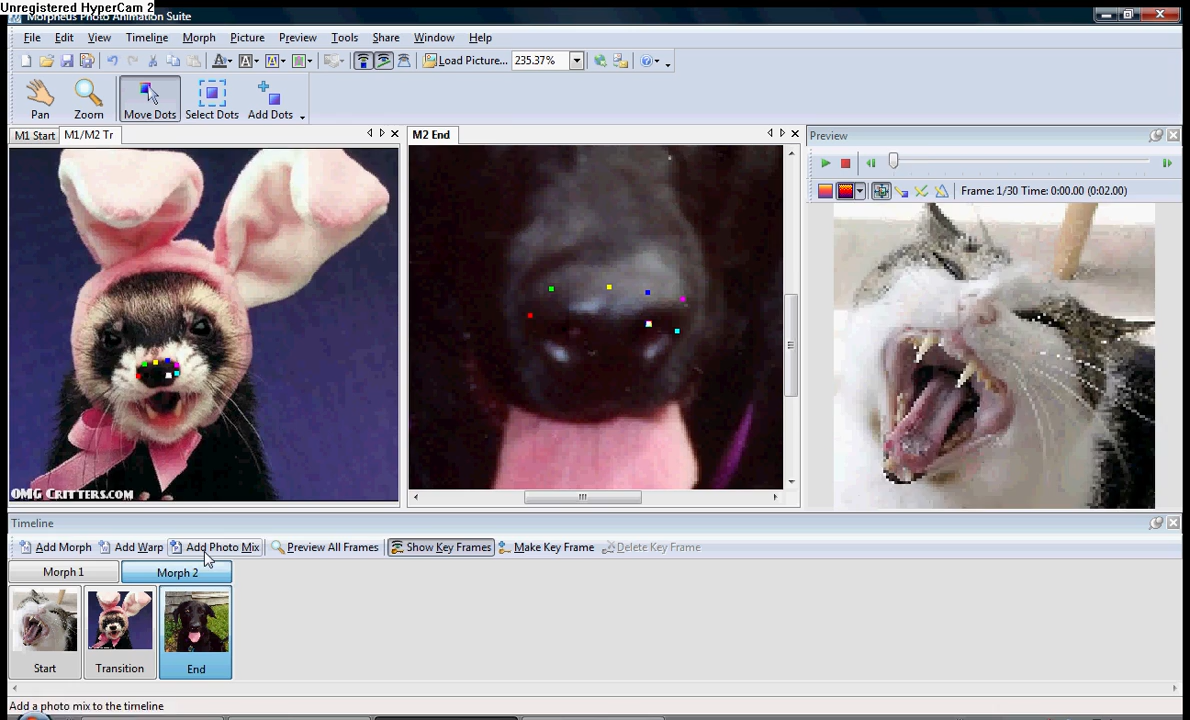 Unregistered HyperCam 2
Morpheus Photo Animation Suite
File Edit View Timeline Morph Picture Preview Tools Share Window Help
Load Picture... 235.37%
Pan Zoom Move Dots Select Dots Add Dots
M1 Start M1/M2 Tr M2 End Preview
Frame: 1/30 Time: 0:00.00 (0:02.00)
OMG CRITTERS.COM
Timeline
Add Morph Add Warp Add Photo Mix Preview All Frames Show Key Frames Make Key Frame Delete Key Frame
Morph 1 Morph 2
Start Transition End
Add a photo mix to the timeline